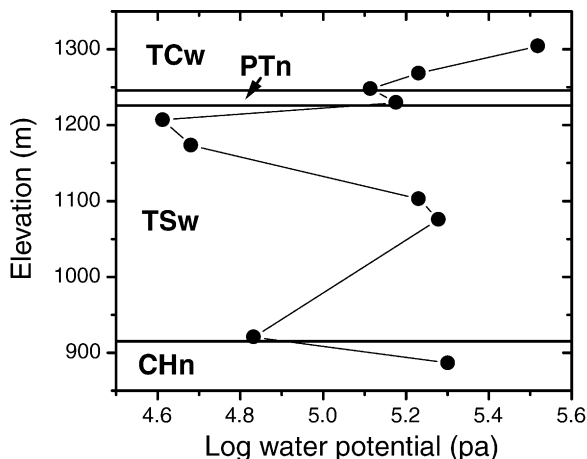 TCw
PTn
TSw
CHn
Elevation (m)
1300
1200
1100
1000
900
4.6 4.8 5.0 5.2 5.4 5.6
Log water potential (pa)